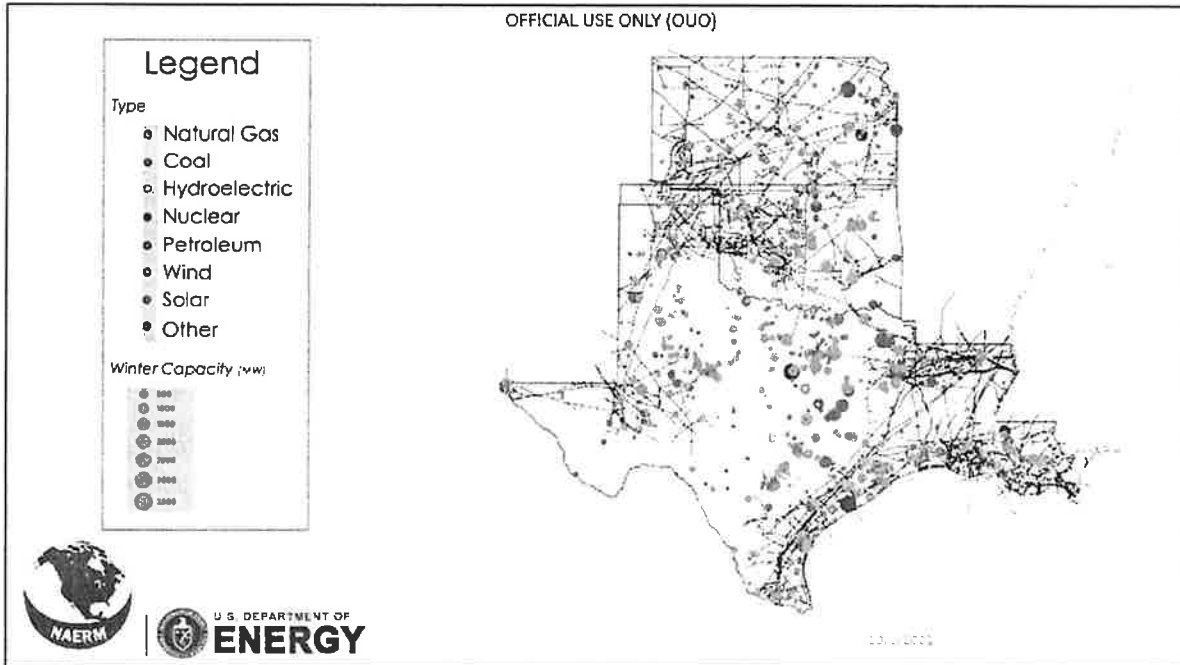 OFFICIAL USE ONLY (OUO)
Legend
Type
Natural Gas
Coal
Hydroelectric
Nuclear
Petroleum
Wind
Solar
Other
Winter Capacity (MW)
NAERM
U.S. DEPARTMENT OF
ENERGY